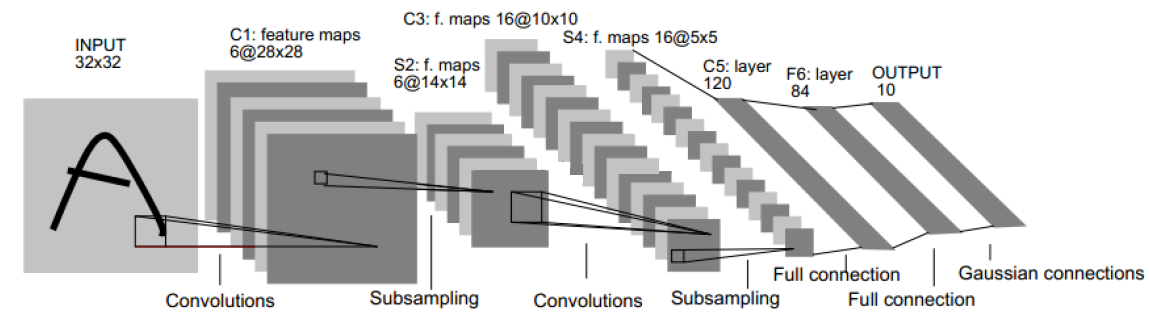 INPUT
32x32
C1: feature maps
6@28x28
S2: f. maps
6@14x14
C3: f. maps 16@10x10
S4: f. maps 16@5x5
C5: layer
120
F6: layer
84
OUTPUT
10
Convolutions
Subsampling
Convolutions
Subsampling
Full connection
Full connection
Gaussian connections